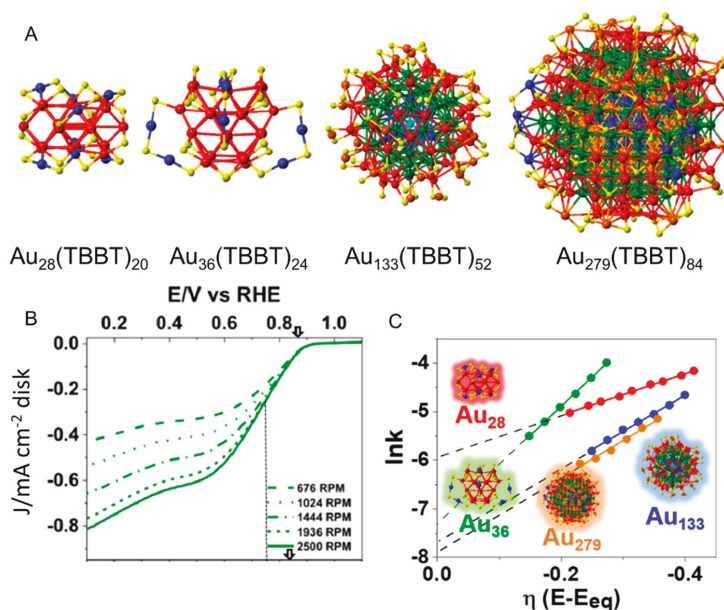 A
Au28(TBBT)20 Au36(TBBT)24 Au133(TBBT)52 Au279(TBBT)84
E/V vs RHE
B
0.2 0.4 0.6 0.8 1.0
J/mA cm-2 disk
0.0
-0.2
-0.4
-0.6
-0.8
676 RPM
1024 RPM
1444 RPM
1936 RPM
2500 RPM
C
lnk
-4
-5
-6
-7
-8
Au28
Au36
Au279
Au133
0.0 -0.2 -0.4
η (E-Eeq)